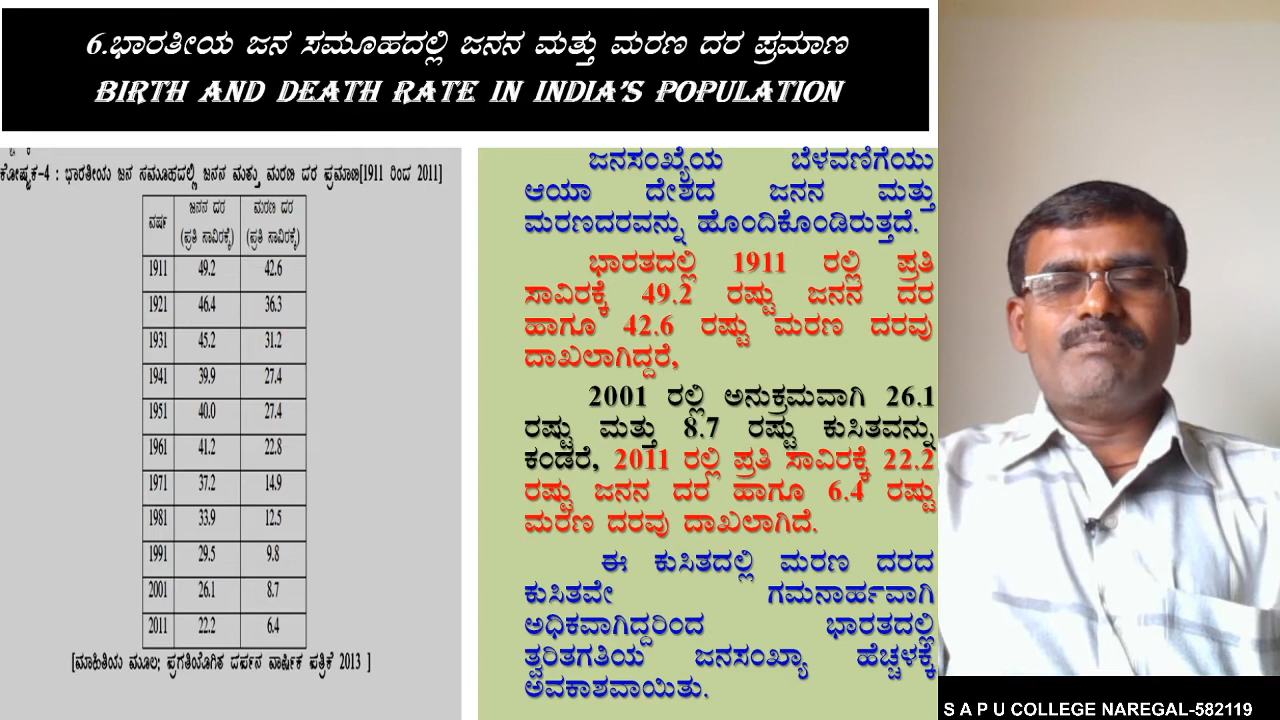 6.ಭಾರತೀಯ ಜನ ಸಮೂಹದಲ್ಲಿ ಜನನ ಮತ್ತು ಮರಣ ದರ ಪ್ರಮಾಣ
BIRTH AND DEATH RATE IN INDIA'S POPULATION
ಕೋಷ್ಟಕ-4 : ಭಾರತೀಯ ಜನ ಸಮೂಹದಲ್ಲಿ ಜನನ ಮತ್ತು ಮರಣ ದರ ಪ್ರಮಾಣ[1911 ರಿಂದ 2011]
ವರ್ಷ ಜನನ ದರ (ಪ್ರತಿ ಸಾವಿರಕ್ಕೆ) ಮರಣ ದರ (ಪ್ರತಿ ಸಾವಿರಕ್ಕೆ)
1911 49.2 42.6
1921 46.4 36.3
1931 45.2 31.2
1941 39.9 27.4
1951 40.0 27.4
1961 41.2 22.8
1971 37.2 14.9
1981 33.9 12.5
1991 29.5 9.8
2001 26.1 8.7
2011 22.2 6.4
[ಮಾಹಿತಿಯ ಮೂಲ; ಪ್ರಗತಿಯೋಗಿತ ದರ್ಪನ ವಾರ್ಷಿಕ ಪತ್ರಿಕೆ 2013 ]
ಜನಸಂಖ್ಯೆಯ ಬೆಳವಣಿಗೆಯು
ಆಯಾ ದೇಶದ ಜನನ ಮತ್ತು
ಮರಣದರವನ್ನು ಹೊಂದಿಕೊಂಡಿರುತ್ತದೆ.
ಭಾರತದಲ್ಲಿ 1911 ರಲ್ಲಿ ಪ್ರತಿ
ಸಾವಿರಕ್ಕೆ 49.2 ರಷ್ಟು ಜನನ ದರ
ಹಾಗೂ 42.6 ರಷ್ಟು ಮರಣ ದರವು
ದಾಖಲಾಗಿದ್ದರೆ,
2001 ರಲ್ಲಿ ಅನುಕ್ರಮವಾಗಿ 26.1
ರಷ್ಟು ಮತ್ತು 8.7 ರಷ್ಟು ಕುಸಿತವನ್ನು
ಕಂಡರೆ, 2011 ರಲ್ಲಿ ಪ್ರತಿ ಸಾವಿರಕ್ಕೆ 22.2
ರಷ್ಟು ಜನನ ದರ ಹಾಗೂ 6.4 ರಷ್ಟು
ಮರಣ ದರವು ದಾಖಲಾಗಿದೆ.
ಈ ಕುಸಿತದಲ್ಲಿ ಮರಣ ದರದ
ಕುಸಿತವೇ ಗಮನಾರ್ಹವಾಗಿ
ಅಧಿಕವಾಗಿದ್ದರಿಂದ ಭಾರತದಲ್ಲಿ
ತ್ವರಿತಗತಿಯ ಜನಸಂಖ್ಯಾ ಹೆಚ್ಚಳಕ್ಕೆ
ಅವಕಾಶವಾಯಿತು.
S A P U COLLEGE NAREGAL-582119